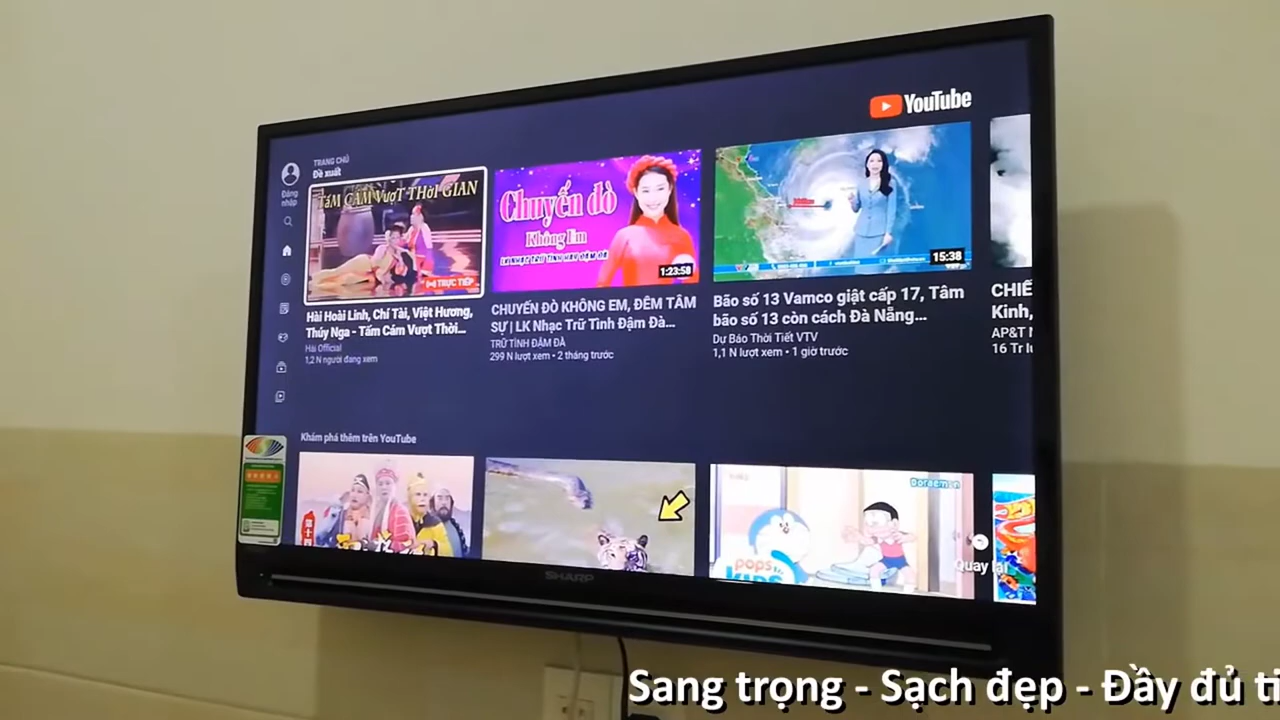 YouTube
TRANG CHỦ
Đề xuất
Đăng
nhập
TấM CÁM VượT THờI GIAN
TRỰC TIẾP
Hài Hoài Linh, Chí Tài, Việt Hương,
Thúy Nga - Tấm Cám Vượt Thời...
Hài Official
1,2 N người đang xem
Chuyến đò
Không Em
1:23:58
CHUYẾN ĐÒ KHÔNG EM, ĐÊM TÂM
SỰ | LK Nhạc Trữ Tình Đậm Đà...
TRỮ TÌNH ĐẬM ĐÀ
299 N lượt xem • 2 tháng trước
15:38
Bão số 13 Vamco giật cấp 17, Tâm
bão số 13 còn cách Đà Nẵng...
Dự Báo Thời Tiết VTV
1,1 N lượt xem • 1 giờ trước
CHIẾ
Kinh,
AP&T N
16 Tr lư
Khám phá thêm trên YouTube
第十四
Doraemon
pops
KIDS
Quay lại
SHARP
Sang trọng - Sạch đẹp - Đầy đủ ti